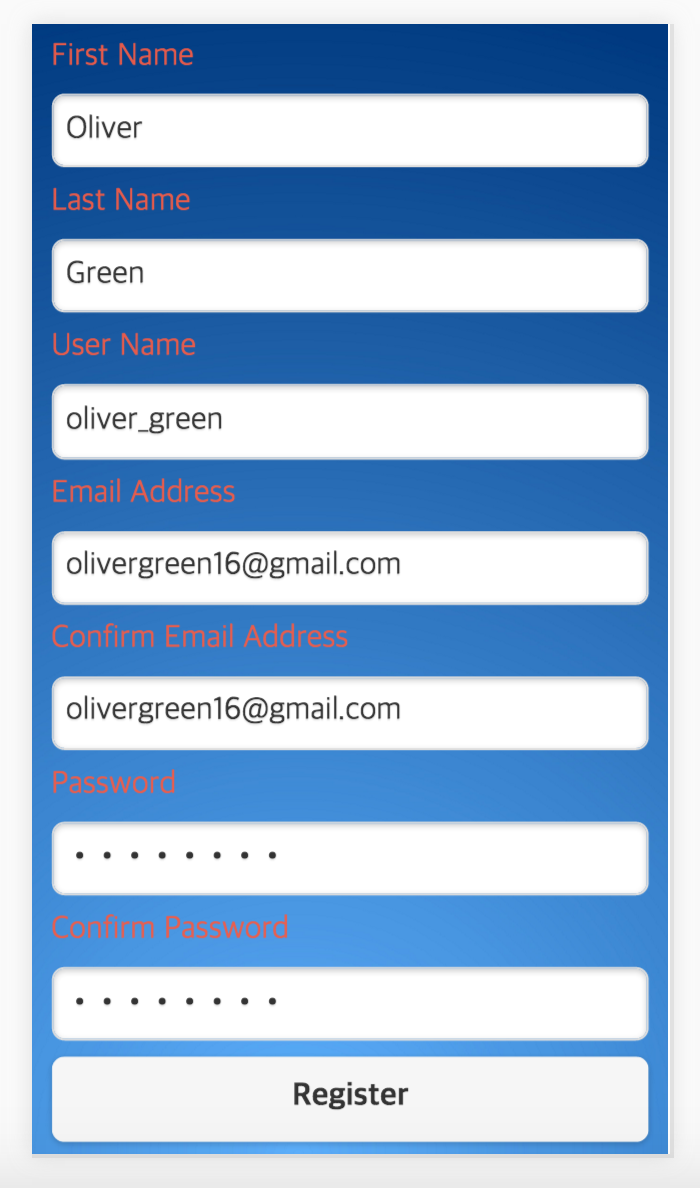 First Name
Oliver
Last Name
Green
User Name
oliver_green
Email Address
olivergreen16@gmail.com
Confirm Email Address
olivergreen16@gmail.com
Password
• • • • • • • •
Confirm Password
• • • • • • • •
Register